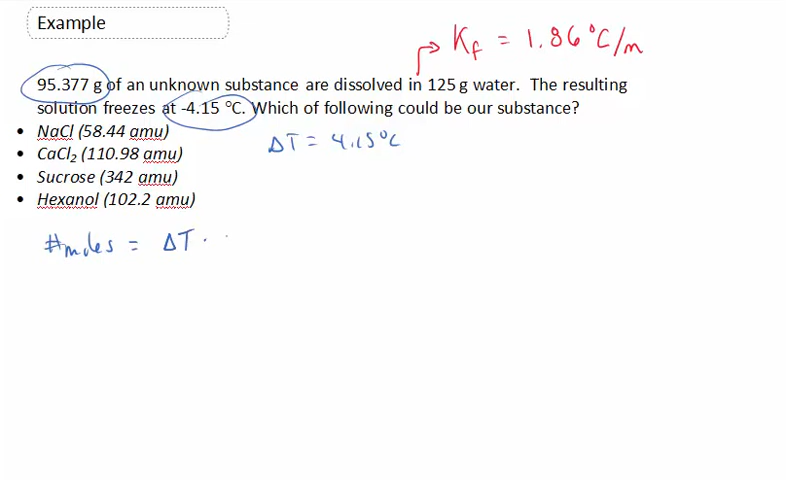 Example
K_f = 1.86°C/m
95.377 g of an unknown substance are dissolved in 125 g water. The resulting
solution freezes at -4.15 °C. Which of following could be our substance?
• NaCl (58.44 amu)
ΔT = 4.15°C
• CaCl₂ (110.98 amu)
• Sucrose (342 amu)
• Hexanol (102.2 amu)
#moles = ΔT ·